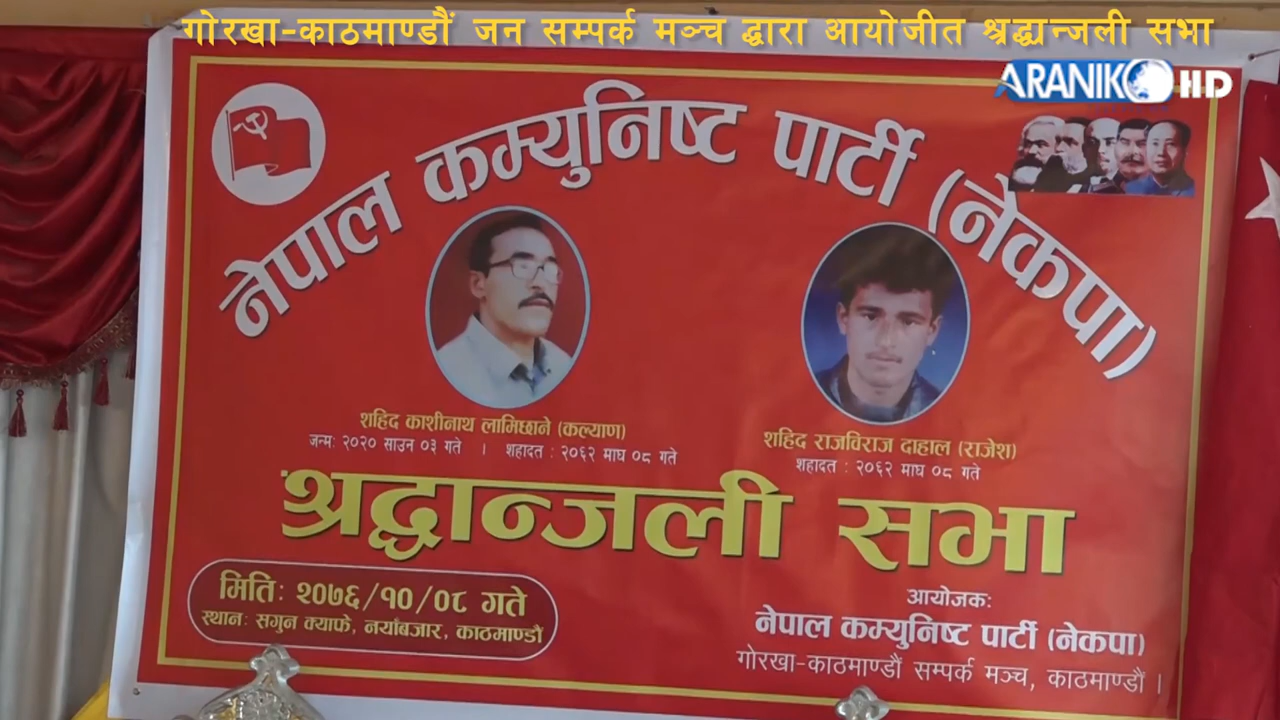 गोरखा-काठमाण्डौं जन सम्पर्क मञ्च द्वारा आयोजीत श्रद्धान्जली सभा
ARANIKO HD
नेपाल कम्युनिष्ट पार्टी (नेकपा)
शहिद काशीनाथ लामिछाने (कल्याण)
जन्मः २०२० साउन ०३ गते । शहादत : २०६२ माघ ०८ गते
शहिद राजविराज दाहाल (राजेश)
शहादत : २०६२ माघ ०८ गते
श्रद्धान्जली सभा
मितिः २०७६/१०/०८ गते
स्थानः सगुन क्याफे, नयाँबजार, काठमाण्डौं
आयोजकः
नेपाल कम्युनिष्ट पार्टी (नेकपा)
गोरखा-काठमाण्डौं सम्पर्क मञ्च, काठमाण्डौं ।